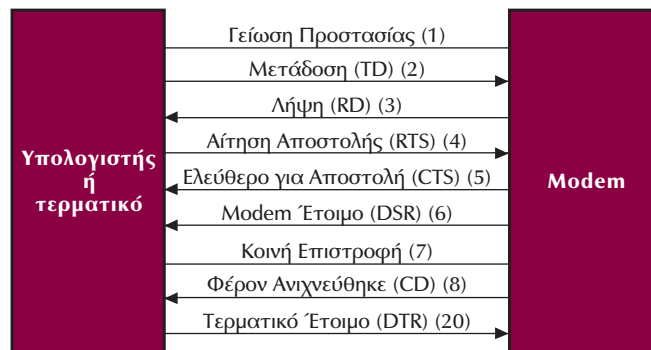 Γείωση Προστασίας (1)
Μετάδοση (TD) (2)
Λήψη (RD) (3)
Αίτηση Αποστολής (RTS) (4)
Ελεύθερο για Αποστολή (CTS) (5)
Modem Έτοιμο (DSR) (6)
Κοινή Επιστροφή (7)
Φέρον Ανιχνεύθηκε (CD) (8)
Τερματικό Έτοιμο (DTR) (20)
Υπολογιστής
ή
τερματικό
Modem